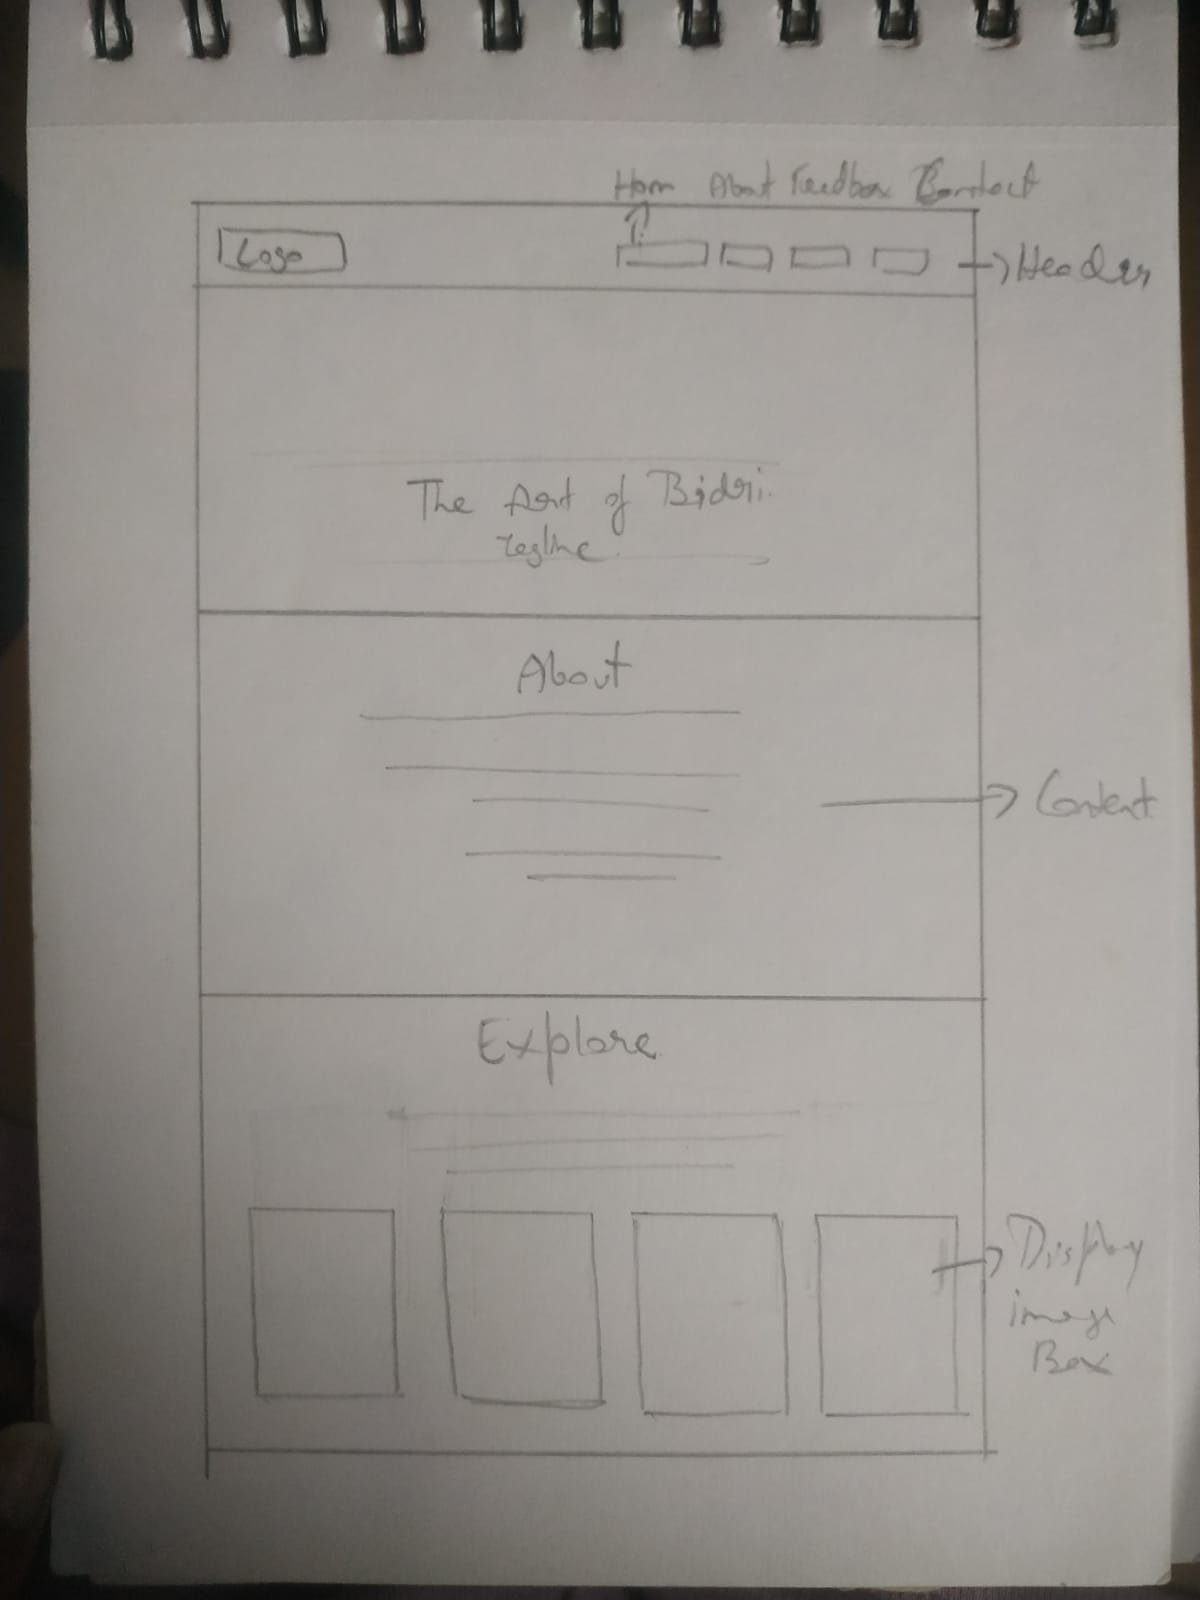 Hom About Feedbox Contact
Logo
Header
The Art of Bidri.
Tagline
About
Content
Explore
Display
image
Box